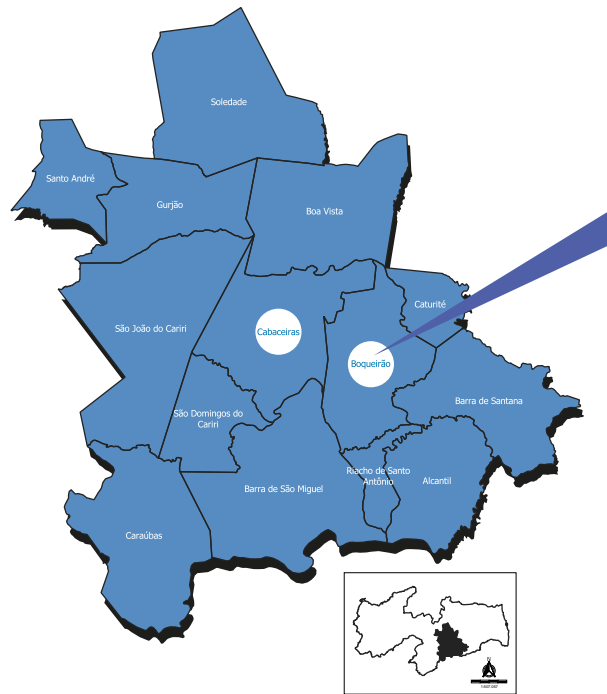 Soledade
Santo André
Gurjão
Boa Vista
Caturité
São João do Cariri
Cabaceiras
Boqueirão
Barra de Santana
São Domingos do
Cariri
Riacho de Santo
Antônio
Alcantil
Barra de São Miguel
Caraúbas
N